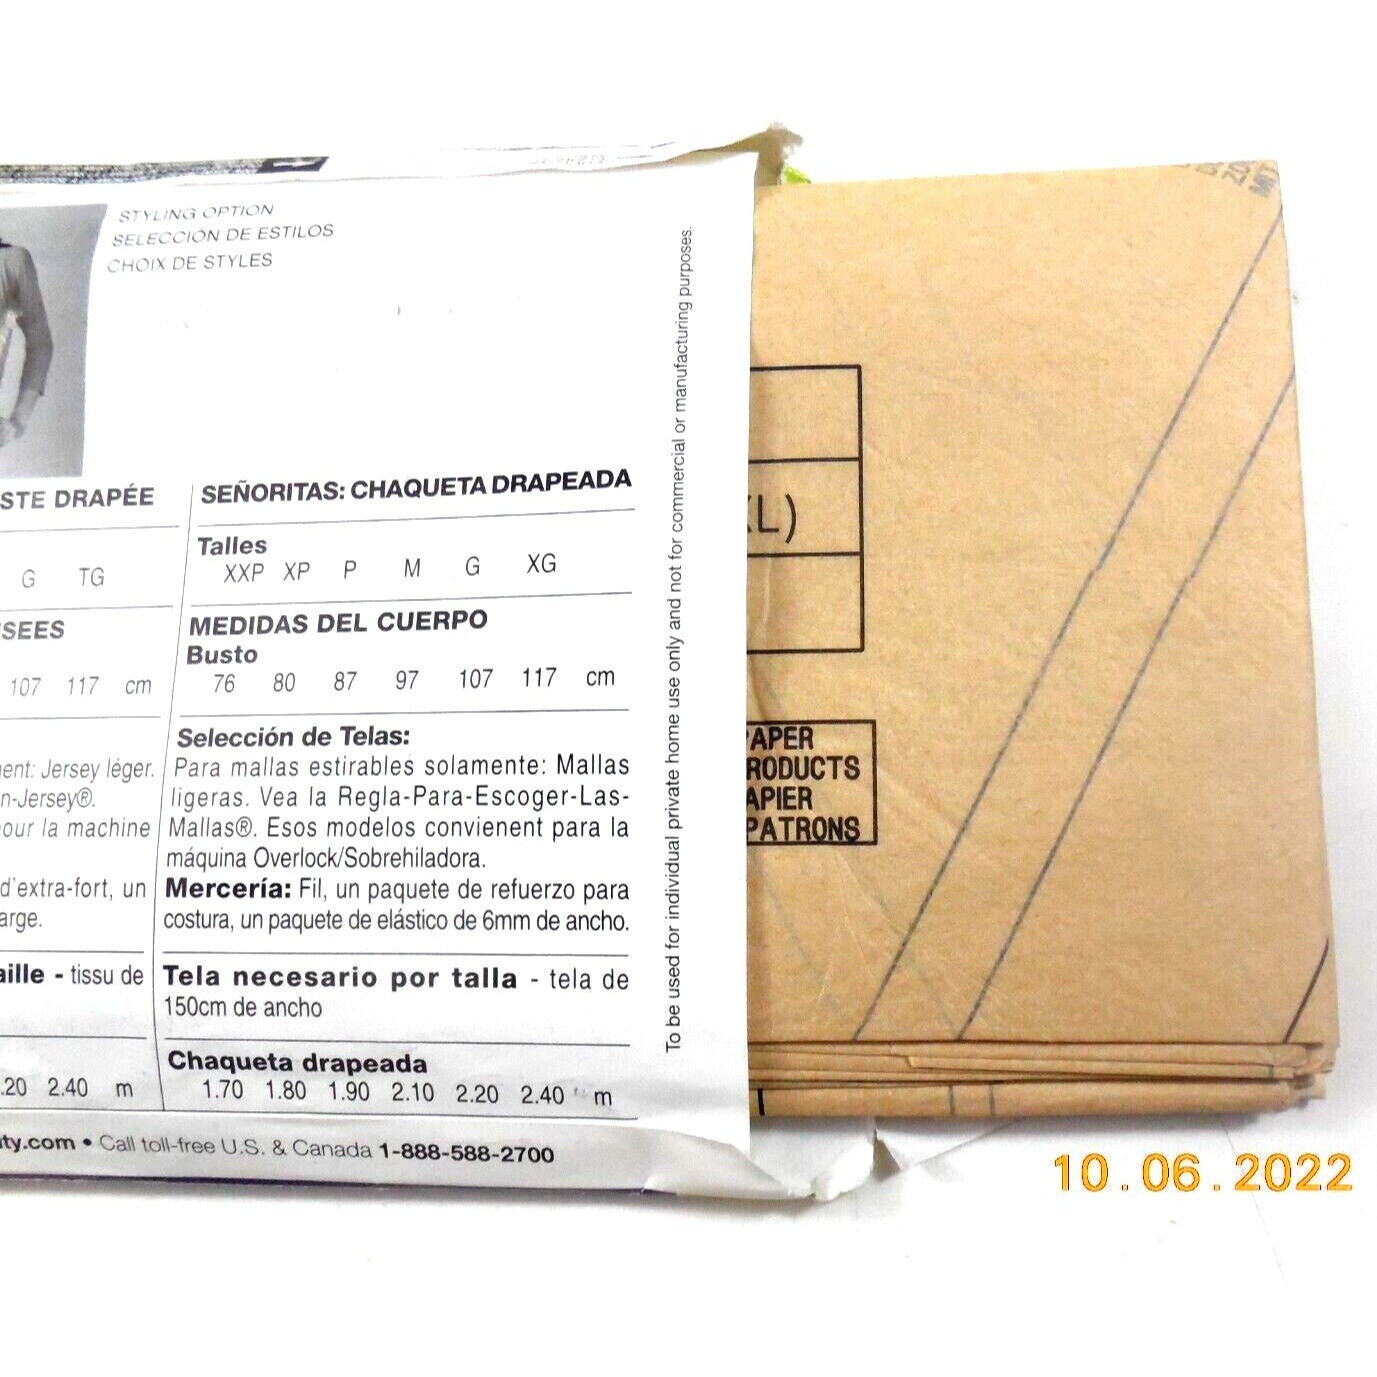 STYLING OPTION
SELECCIÓN DE ESTILOS
CHOIX DE STYLES
STE DRAPÉE
G TG
SEES
107 117 cm
ent: Jersey léger.
n-Jersey®.
our la machine
d'extra-fort, un
arge.
aille - tissu de
.20 2.40 m
SEÑORITAS: CHAQUETA DRAPEADA
Talles
XXP XP P M G XG
MEDIDAS DEL CUERPO
Busto
76 80 87 97 107 117 cm
Selección de Telas:
Para mallas estirables solamente: Mallas
ligeras. Vea la Regla-Para-Escoger-Las-
Mallas®. Esos modelos convienent para la
máquina Overlock/Sobrehiladora.
Mercería: Fil, un paquete de refuerzo para
costura, un paquete de elástico de 6mm de ancho.
Tela necesario por talla - tela de
150cm de ancho
Chaqueta drapeada
1.70 1.80 1.90 2.10 2.20 2.40 m
ty.com • Call toll-free U.S. & Canada 1-888-588-2700
To be used for individual private home use only and not for commercial or manufacturing purposes.
L)
APER
RODUCTS
APIER
PATRONS
10.06.2022